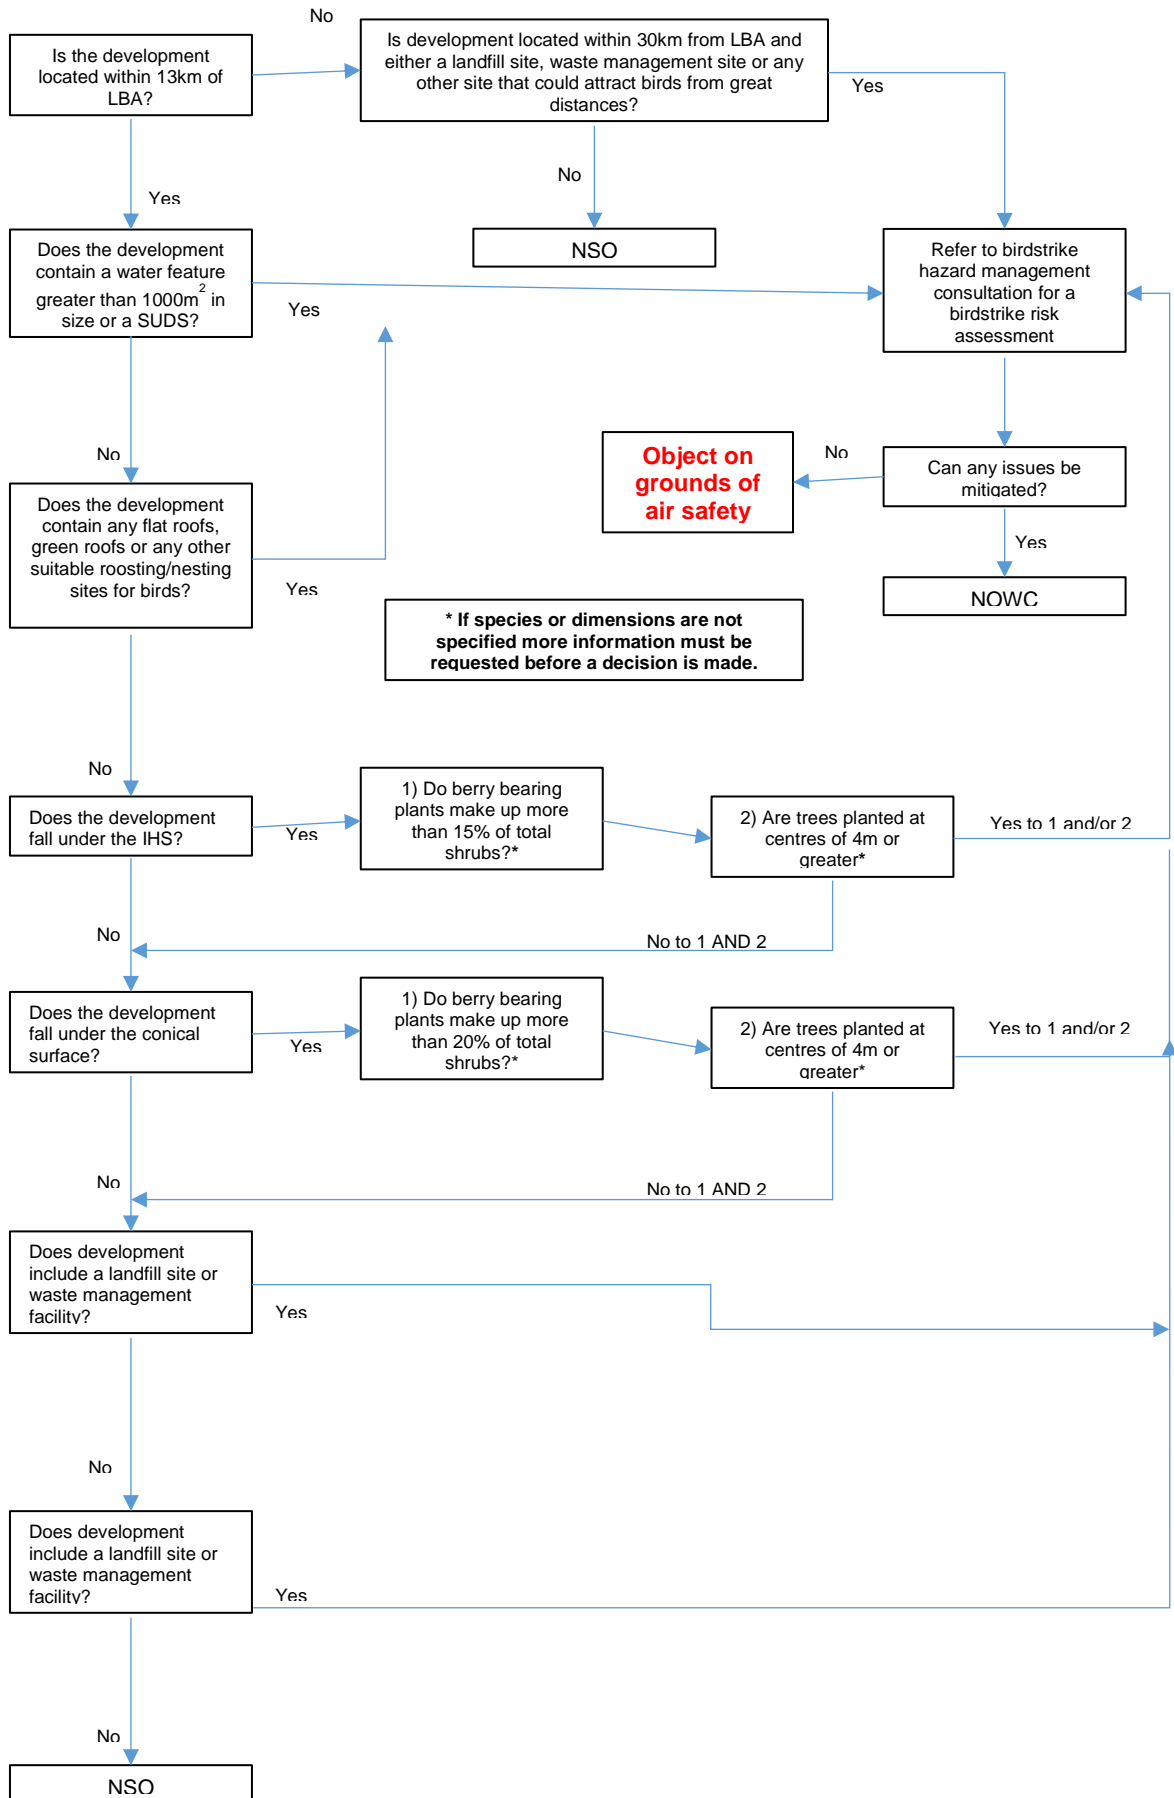 No
Is the development
located within 13km of
LBA?
Is development located within 30km from LBA and
either a landfill site, waste management site or any
other site that could attract birds from great
distances?
Yes
No
Yes
NSO
Does the development
contain a water feature
greater than 1000m² in
size or a SUDS?
Yes
Refer to birdstrike
hazard management
consultation for a
birdstrike risk
assessment
No
Object on
grounds of
air safety
No
Can any issues be
mitigated?
Yes
NOWC
Does the development
contain any flat roofs,
green roofs or any other
suitable roosting/nesting
sites for birds?
Yes
* If species or dimensions are not
specified more information must be
requested before a decision is made.
No
Does the development
fall under the IHS?
Yes
1) Do berry bearing
plants make up more
than 15% of total
shrubs?*
2) Are trees planted at
centres of 4m or
greater*
Yes to 1 and/or 2
No
No to 1 AND 2
Does the development
fall under the conical
surface?
Yes
1) Do berry bearing
plants make up more
than 20% of total
shrubs?*
2) Are trees planted at
centres of 4m or
greater*
Yes to 1 and/or 2
No
No to 1 AND 2
Does development
include a landfill site or
waste management
facility?
Yes
No
Does development
include a landfill site or
waste management
facility?
Yes
No
NSO